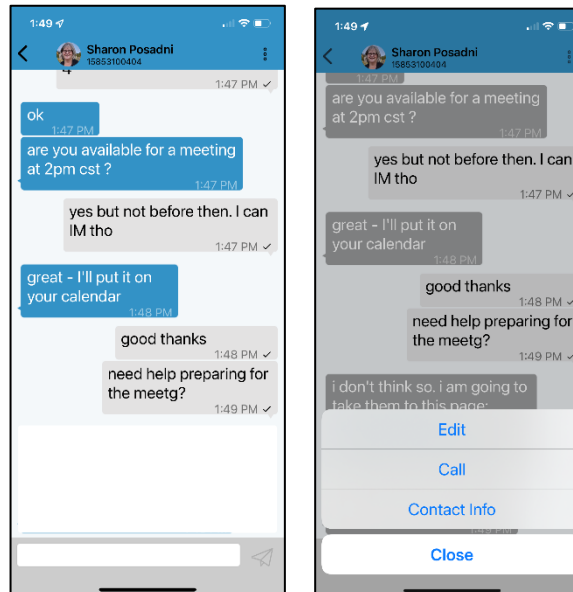 1:49
Sharon Posadni
15853100404
4
1:47 PM
ok
1:47 PM
are you available for a meeting
at 2pm cst ?
1:47 PM
yes but not before then. I can
IM tho
1:47 PM
great - I'll put it on
your calendar
1:48 PM
good thanks
1:48 PM
need help preparing for
the meetg?
1:49 PM
1:49
Sharon Posadni
15853100404
1:47 PM
are you available for a meeting
at 2pm cst ?
1:47 PM
yes but not before then. I can
IM tho
1:47 PM
great - I'll put it on
your calendar
1:48 PM
good thanks
1:48 PM
need help preparing for
the meetg?
1:49 PM
i don't think so. i am going to
take them to this page:
Edit
Call
Contact Info
1:49 PM
Close